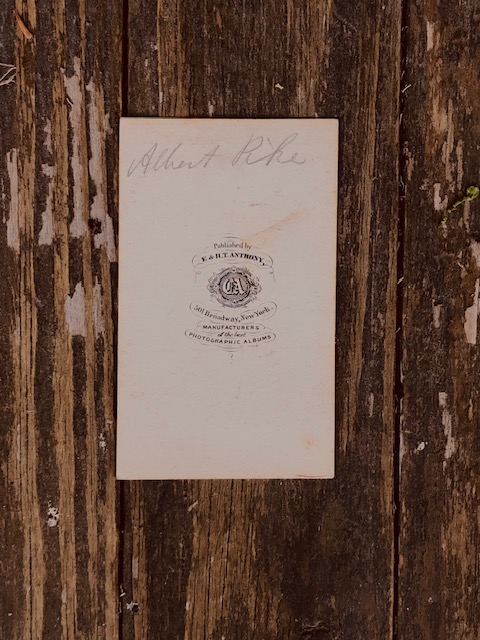 Albert Pike
Published by
E. & H.T. ANTHONY,
501 Broadway, New York.
MANUFACTURERS
of the best
PHOTOGRAPHIC ALBUMS